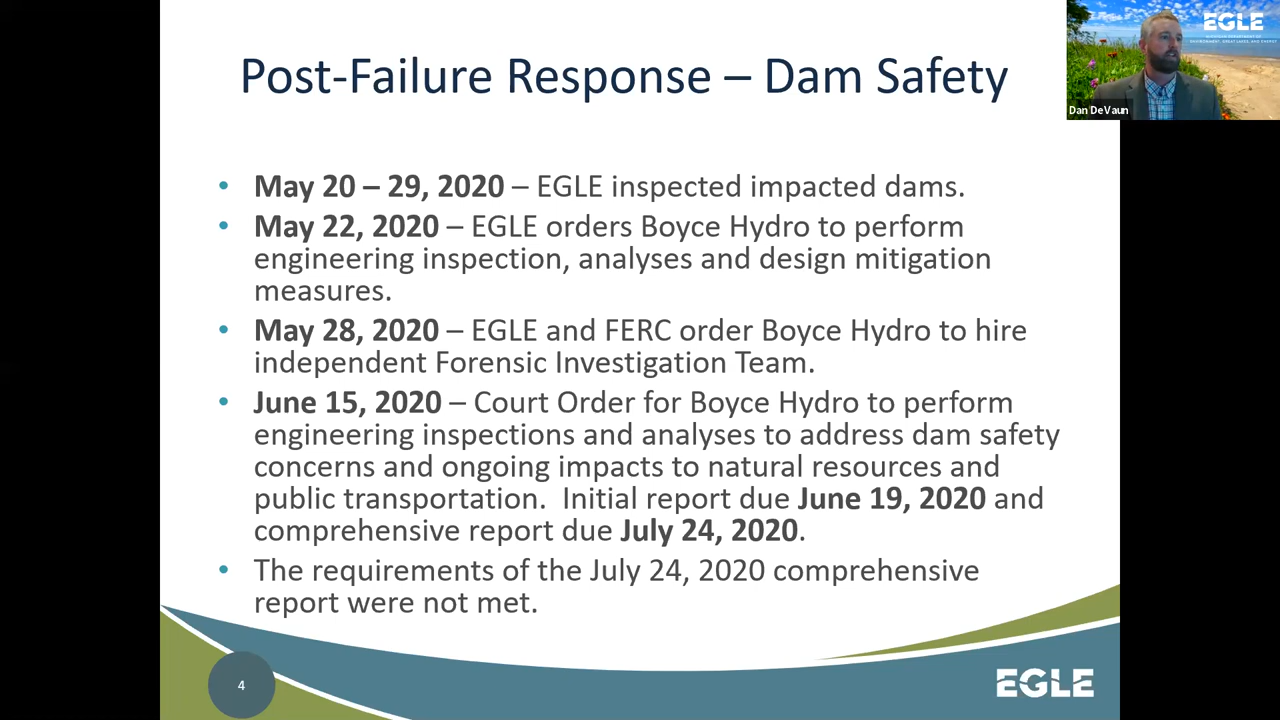 Post-Failure Response – Dam Safety
EGLE
Dan DeVaun
• May 20 – 29, 2020 – EGLE inspected impacted dams.
• May 22, 2020 – EGLE orders Boyce Hydro to perform
engineering inspection, analyses and design mitigation
measures.
• May 28, 2020 – EGLE and FERC order Boyce Hydro to hire
independent Forensic Investigation Team.
• June 15, 2020 – Court Order for Boyce Hydro to perform
engineering inspections and analyses to address dam safety
concerns and ongoing impacts to natural resources and
public transportation.  Initial report due June 19, 2020 and
comprehensive report due July 24, 2020.
• The requirements of the July 24, 2020 comprehensive
report were not met.
4
EGLE